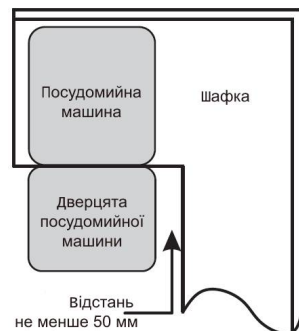 Посудомийна
машина
Шафка
Дверцята
посудомийної
машини
Відстань
не менше 50 мм